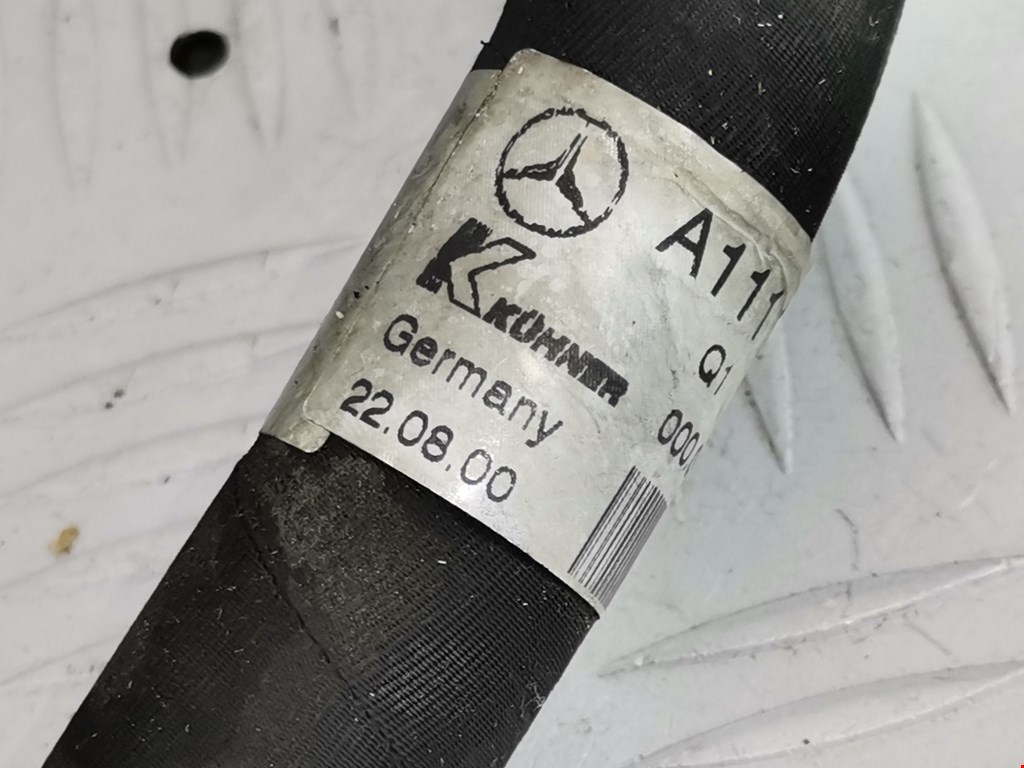 A111
KÜHNER
Q1
Germany
000
22.08.00